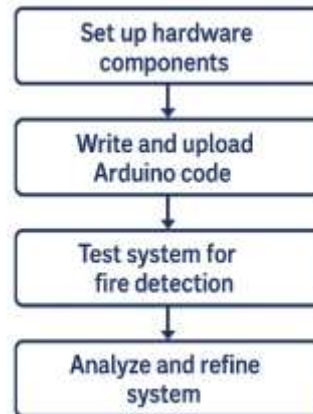 Set up hardware
components
Write and upload
Arduino code
Test system for
fire detection
Analyze and refine
system